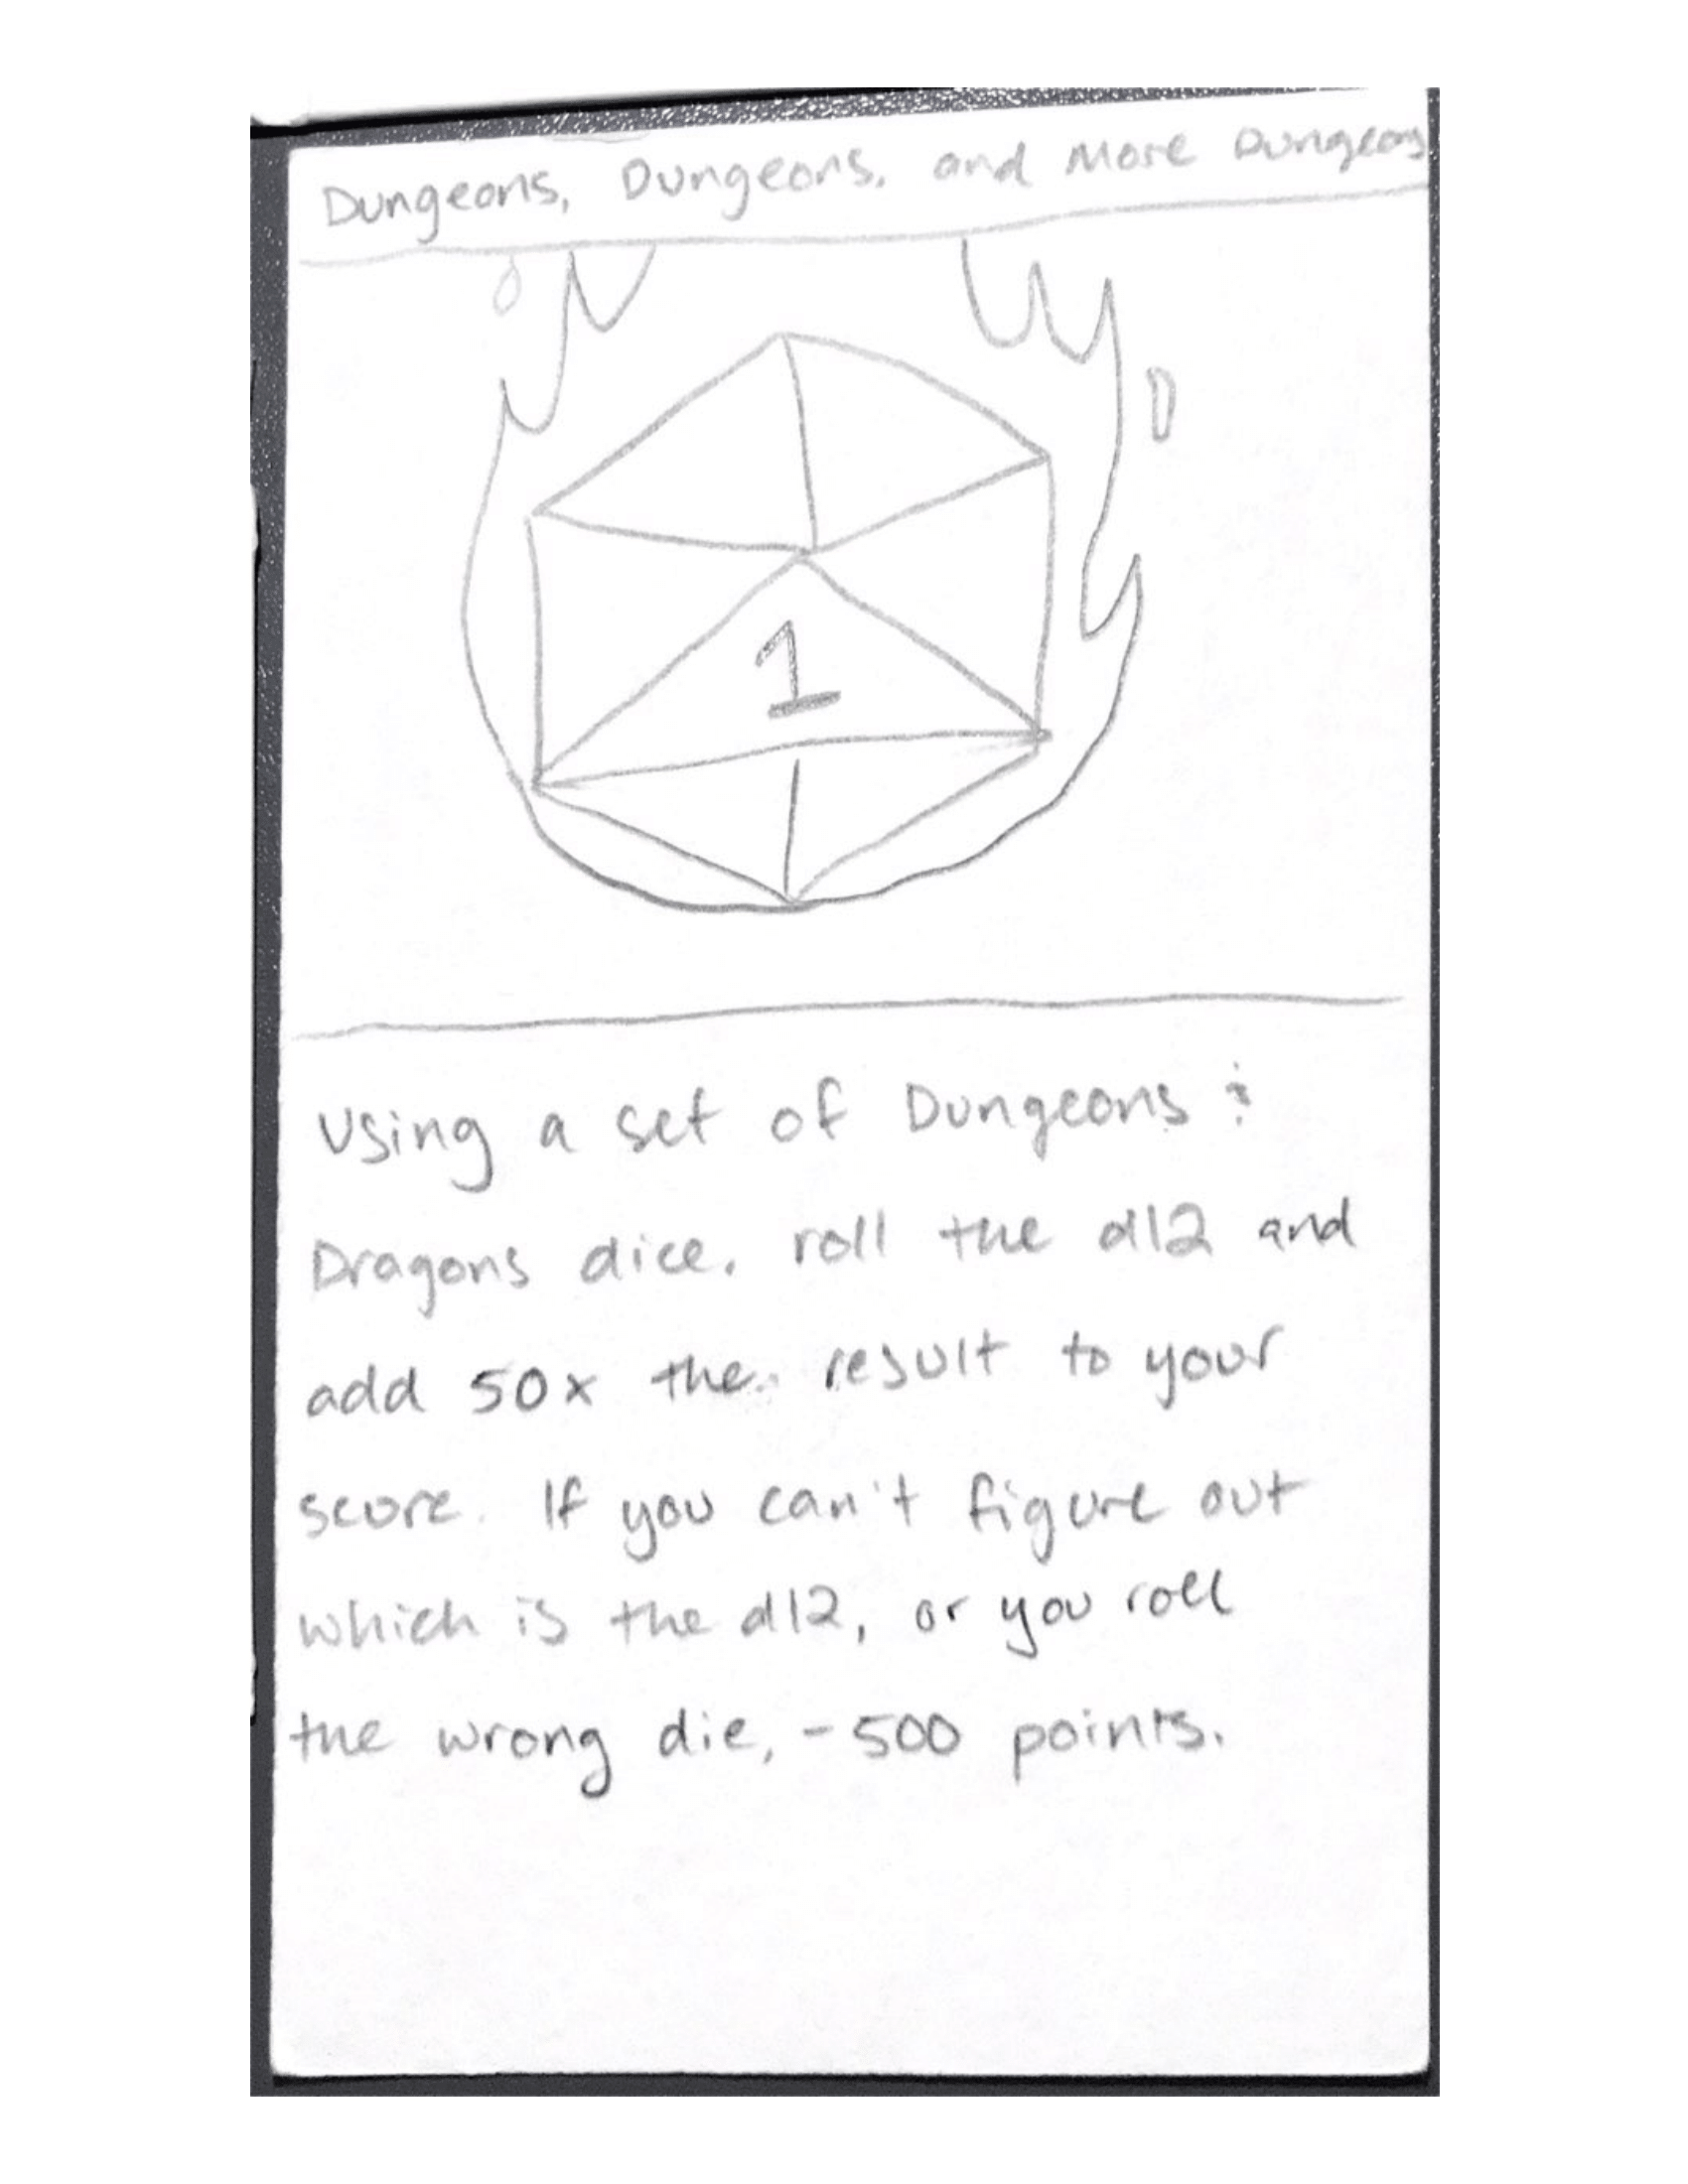 Dungeons, Dungeons, and More Dungeons
1
Using a set of Dungeons &
Dragons dice, roll the d12 and
add 50x the result to your
score. If you can't figure out
which is the d12, or you roll
the wrong die, -500 points.